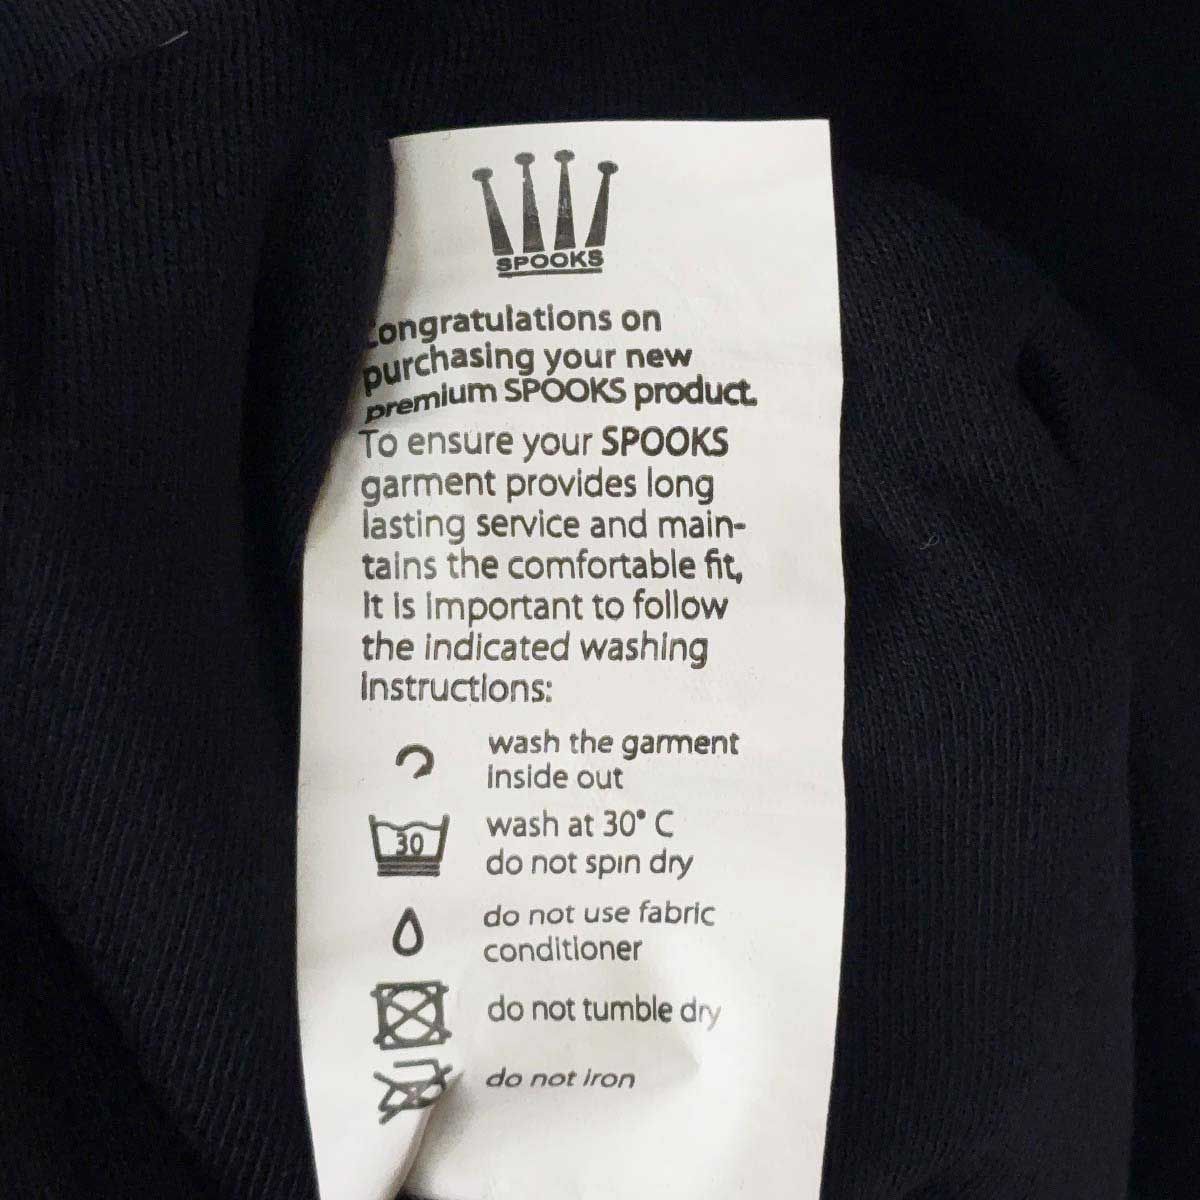 SPOOKS
Congratulations on
purchasing your new
premium SPOOKS product.
To ensure your SPOOKS
garment provides long
lasting service and main-
tains the comfortable fit,
it is important to follow
the indicated washing
instructions:
wash the garment
inside out
30
wash at 30° C
do not spin dry
do not use fabric
conditioner
do not tumble dry
do not iron